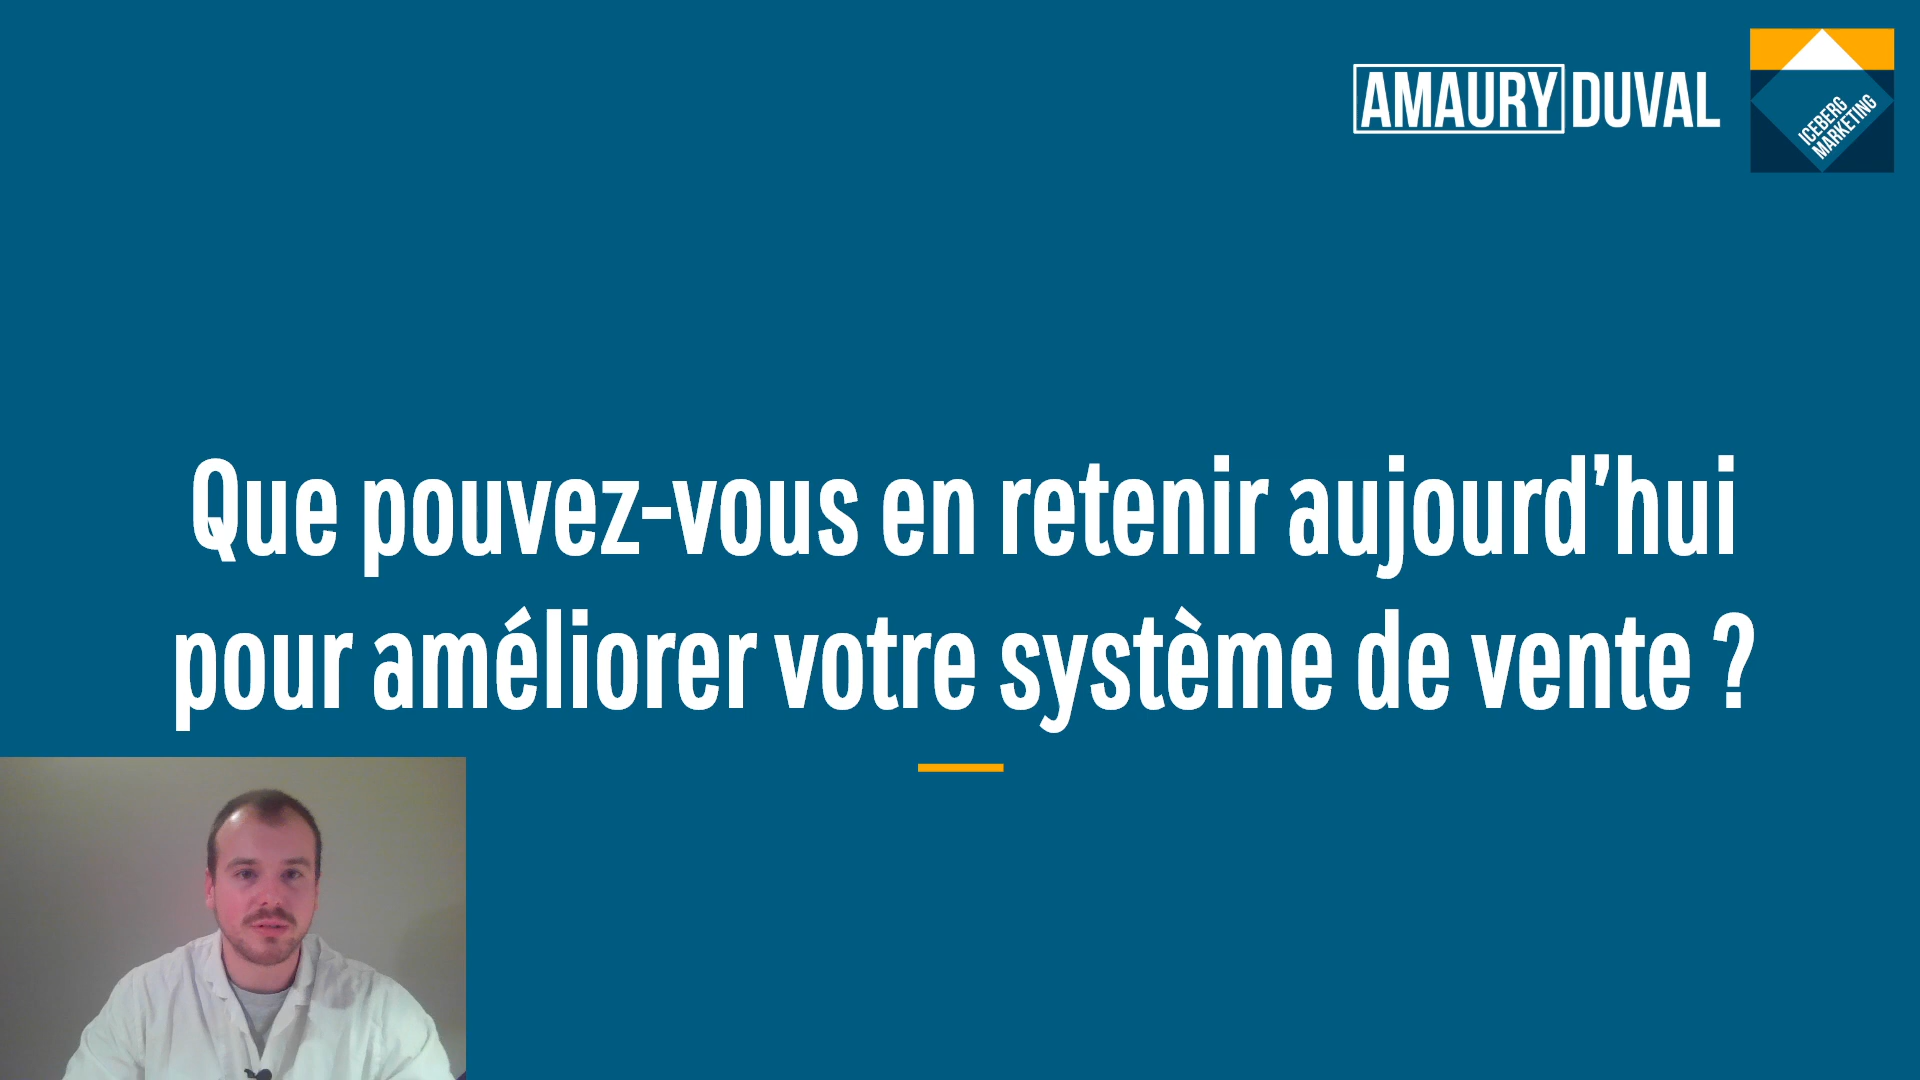 AMAURY DUVAL
ICEBERG
MARKETING
Que pouvez-vous en retenir aujourd’hui
pour améliorer votre système de vente ?